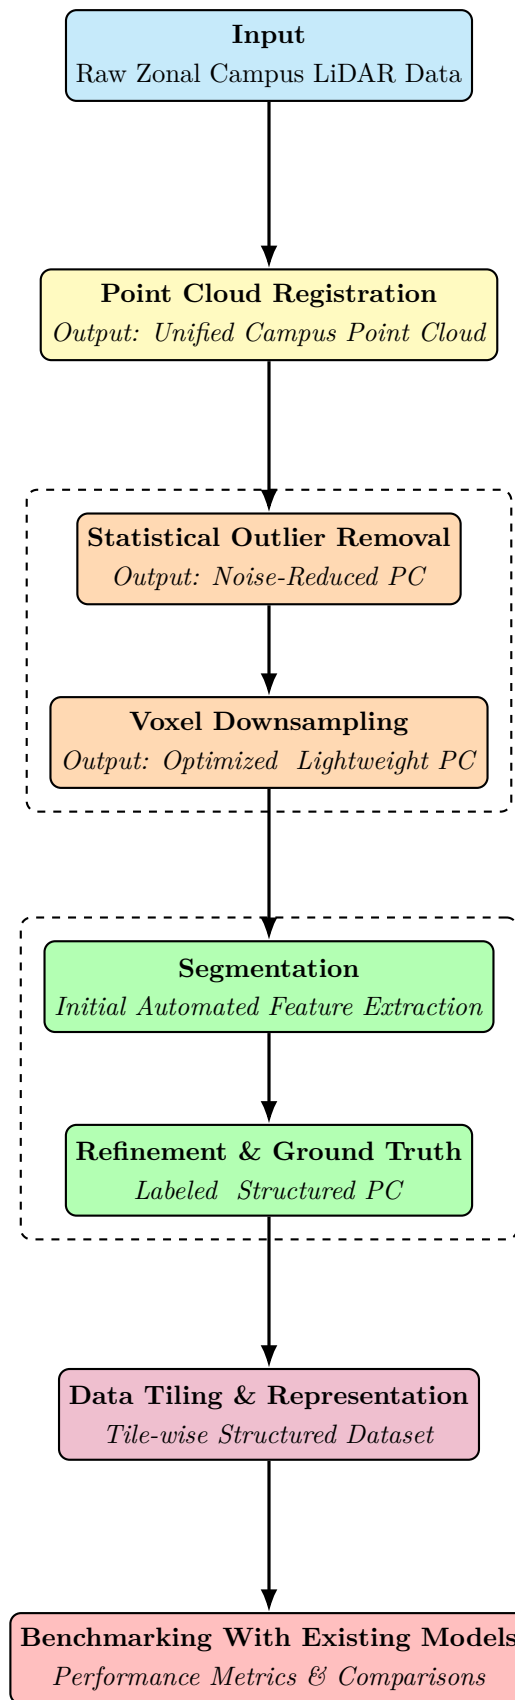 Input
Raw Zonal Campus LiDAR Data
Point Cloud Registration
Output: Unified Campus Point Cloud
Statistical Outlier Removal
Output: Noise-Reduced PC
Voxel Downsampling
Output: Optimized Lightweight PC
Segmentation
Initial Automated Feature Extraction
Refinement & Ground Truth
Labeled Structured PC
Data Tiling & Representation
Tile-wise Structured Dataset
Benchmarking With Existing Models
Performance Metrics & Comparisons